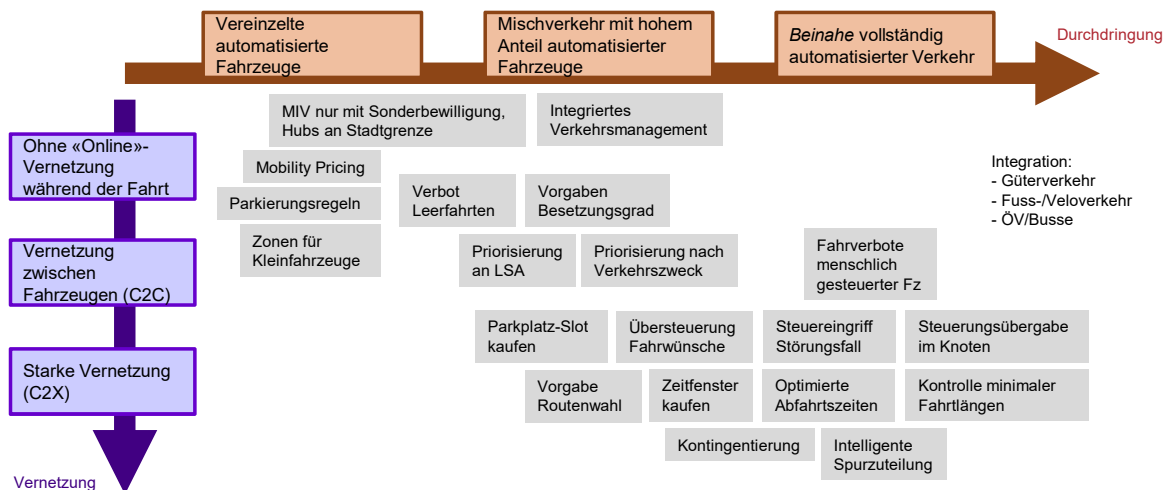 Vereinzelte
automatisierte
Fahrzeuge
Mischverkehr mit hohem
Anteil automatisierter
Fahrzeuge
Beinahe vollständig
automatisierter Verkehr
Durchdringung
Ohne «Online»-
Vernetzung
während der Fahrt
Vernetzung
zwischen
Fahrzeugen (C2C)
Starke Vernetzung
(C2X)
Vernetzung
MIV nur mit Sonderbewilligung,
Hubs an Stadtgrenze
Integriertes
Verkehrsmanagement
Mobility Pricing
Parkierungsregeln
Verbot
Leerfahrten
Vorgaben
Besetzungsgrad
Zonen für
Kleinfahrzeuge
Priorisierung
an LSA
Priorisierung nach
Verkehrszweck
Fahrverbote
menschlich
gesteuerter Fz
Integration:
- Güterverkehr
- Fuss-/Veloverkehr
- ÖV/Busse
Parkplatz-Slot
kaufen
Übersteuerung
Fahrwünsche
Steuereingriff
Störungsfall
Steuerungsübergabe
im Knoten
Vorgabe
Routenwahl
Zeitfenster
kaufen
Optimierte
Abfahrtszeiten
Kontrolle minimaler
Fahrtlängen
Kontingentierung
Intelligente
Spurzuteilung